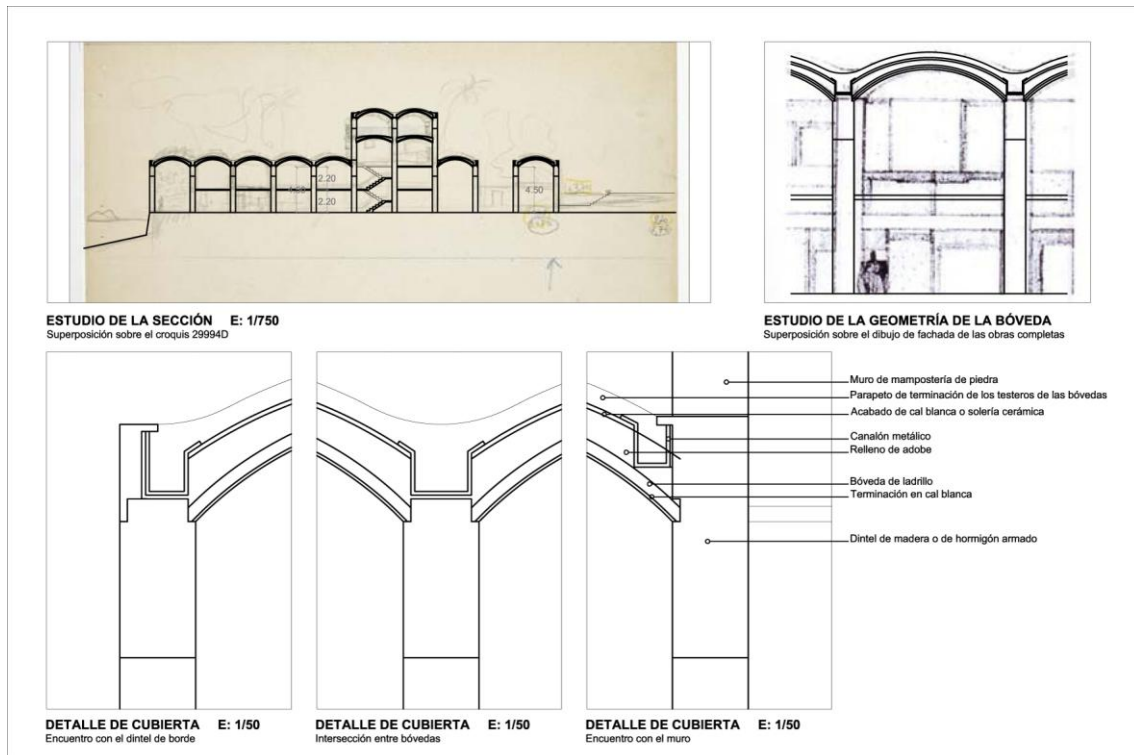 2.20
2.20
4.50
ESTUDIO DE LA SECCIÓN E: 1/750
Superposición sobre el croquis 29994D
ESTUDIO DE LA GEOMETRÍA DE LA BÓVEDA
Superposición sobre el dibujo de fachada de las obras completas
Muro de mampostería de piedra
Parapeto de terminación de los testeros de las bóvedas
Acabado de cal blanca o solería cerámica
Canalón metálico
Relleno de adobe
Bóveda de ladrillo
Terminación en cal blanca
Dintel de madera o de hormigón armado
DETALLE DE CUBIERTA E: 1/50
Encuentro con el dintel de borde
DETALLE DE CUBIERTA E: 1/50
Intersección entre bóvedas
DETALLE DE CUBIERTA E: 1/50
Encuentro con el muro